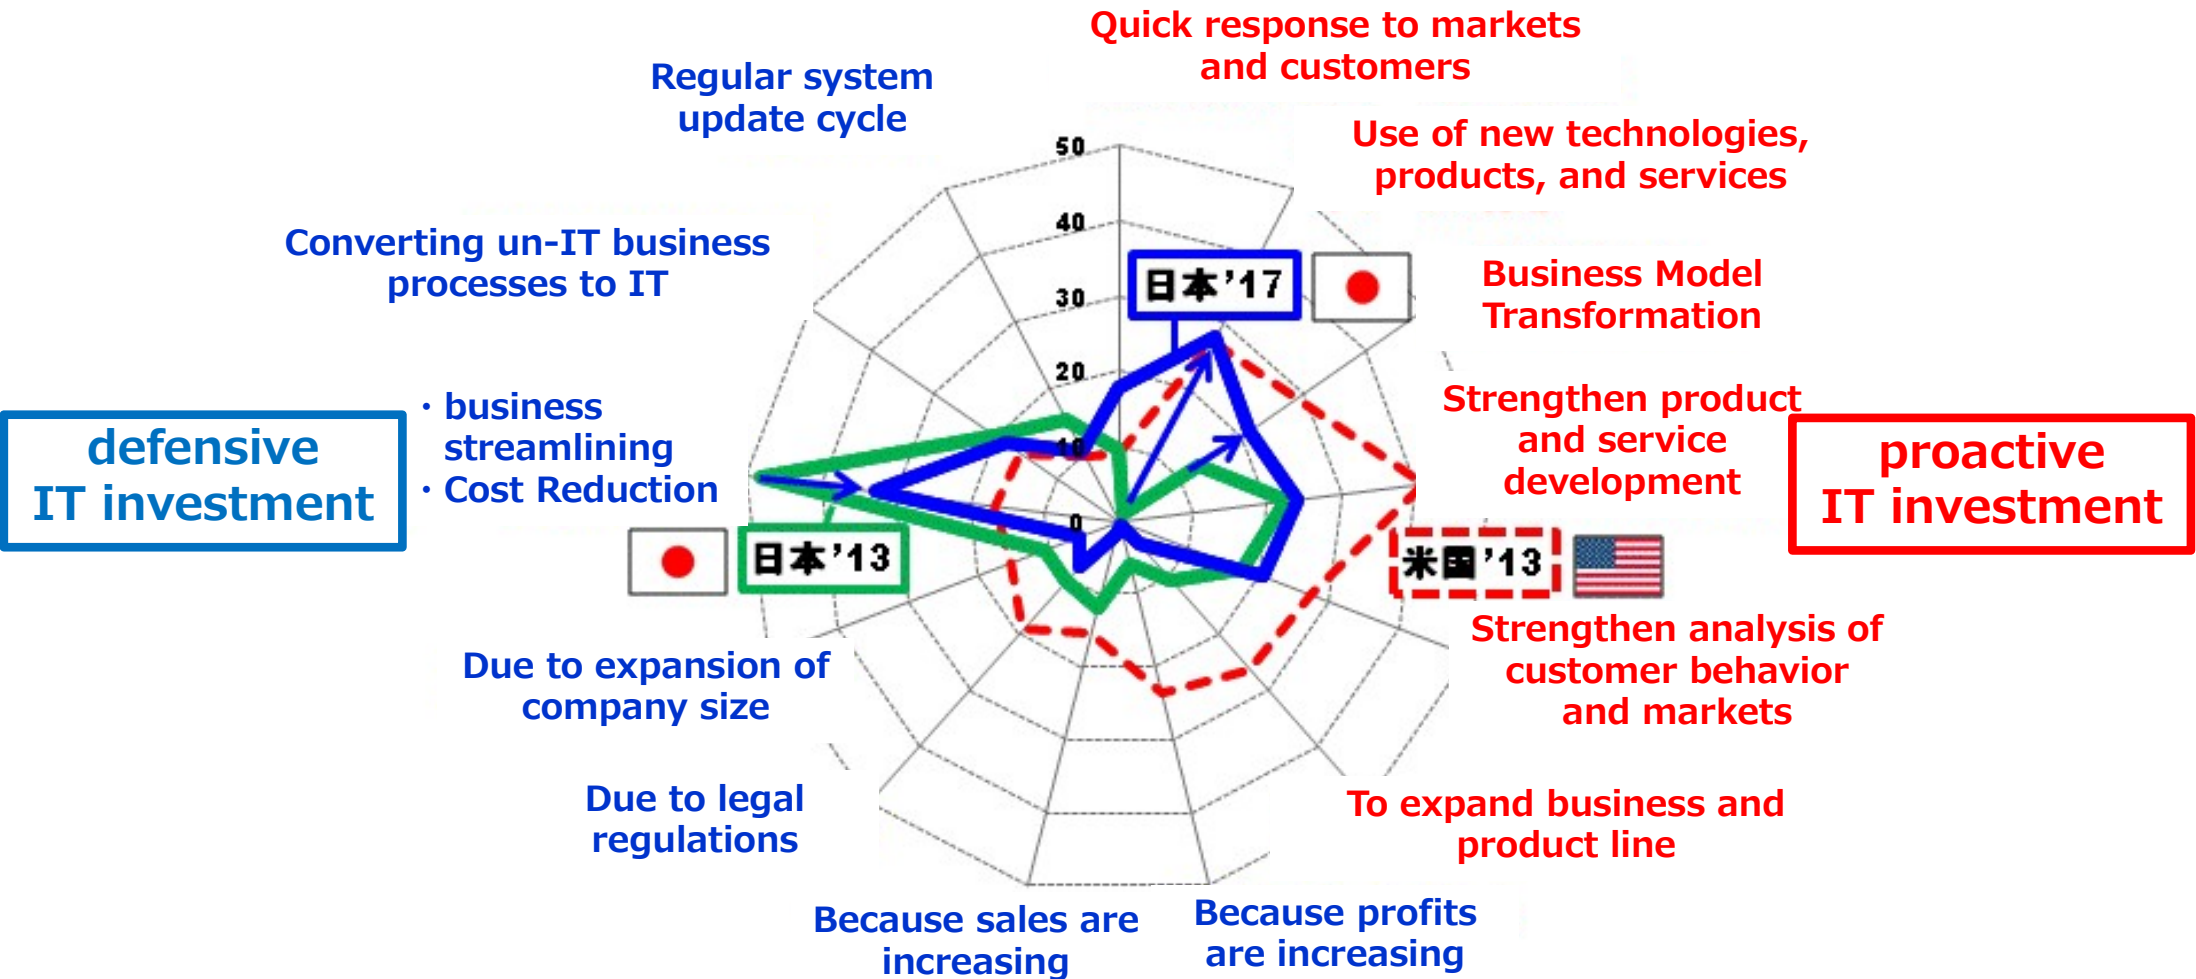 Quick response to markets
and customers
Regular system
update cycle
Use of new technologies,
products, and services
50
40
30
20
10
0
Converting un-IT business
processes to IT
日本’17
Business Model
Transformation
・business
streamlining
・Cost Reduction
defensive
IT investment
Strengthen product
and service
development
proactive
IT investment
日本’13
米国’13
Strengthen analysis of
customer behavior
and markets
Due to expansion of
company size
Due to legal
regulations
To expand business and
product line
Because sales are
increasing
Because profits
are increasing